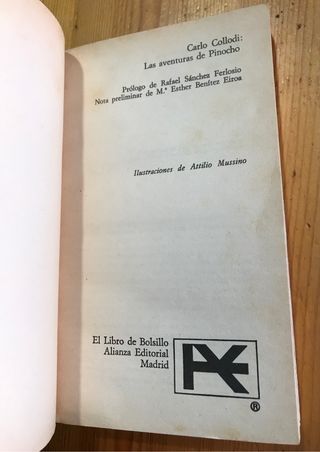 Carlo Collodi:
Las aventuras de Pinocho
Prólogo de Rafael Sánchez Ferlosio
Nota preliminar de M.ª Esther Benítez Eiroa
Ilustraciones de Attilio Mussino
El Libro de Bolsillo
Alianza Editorial
Madrid
®